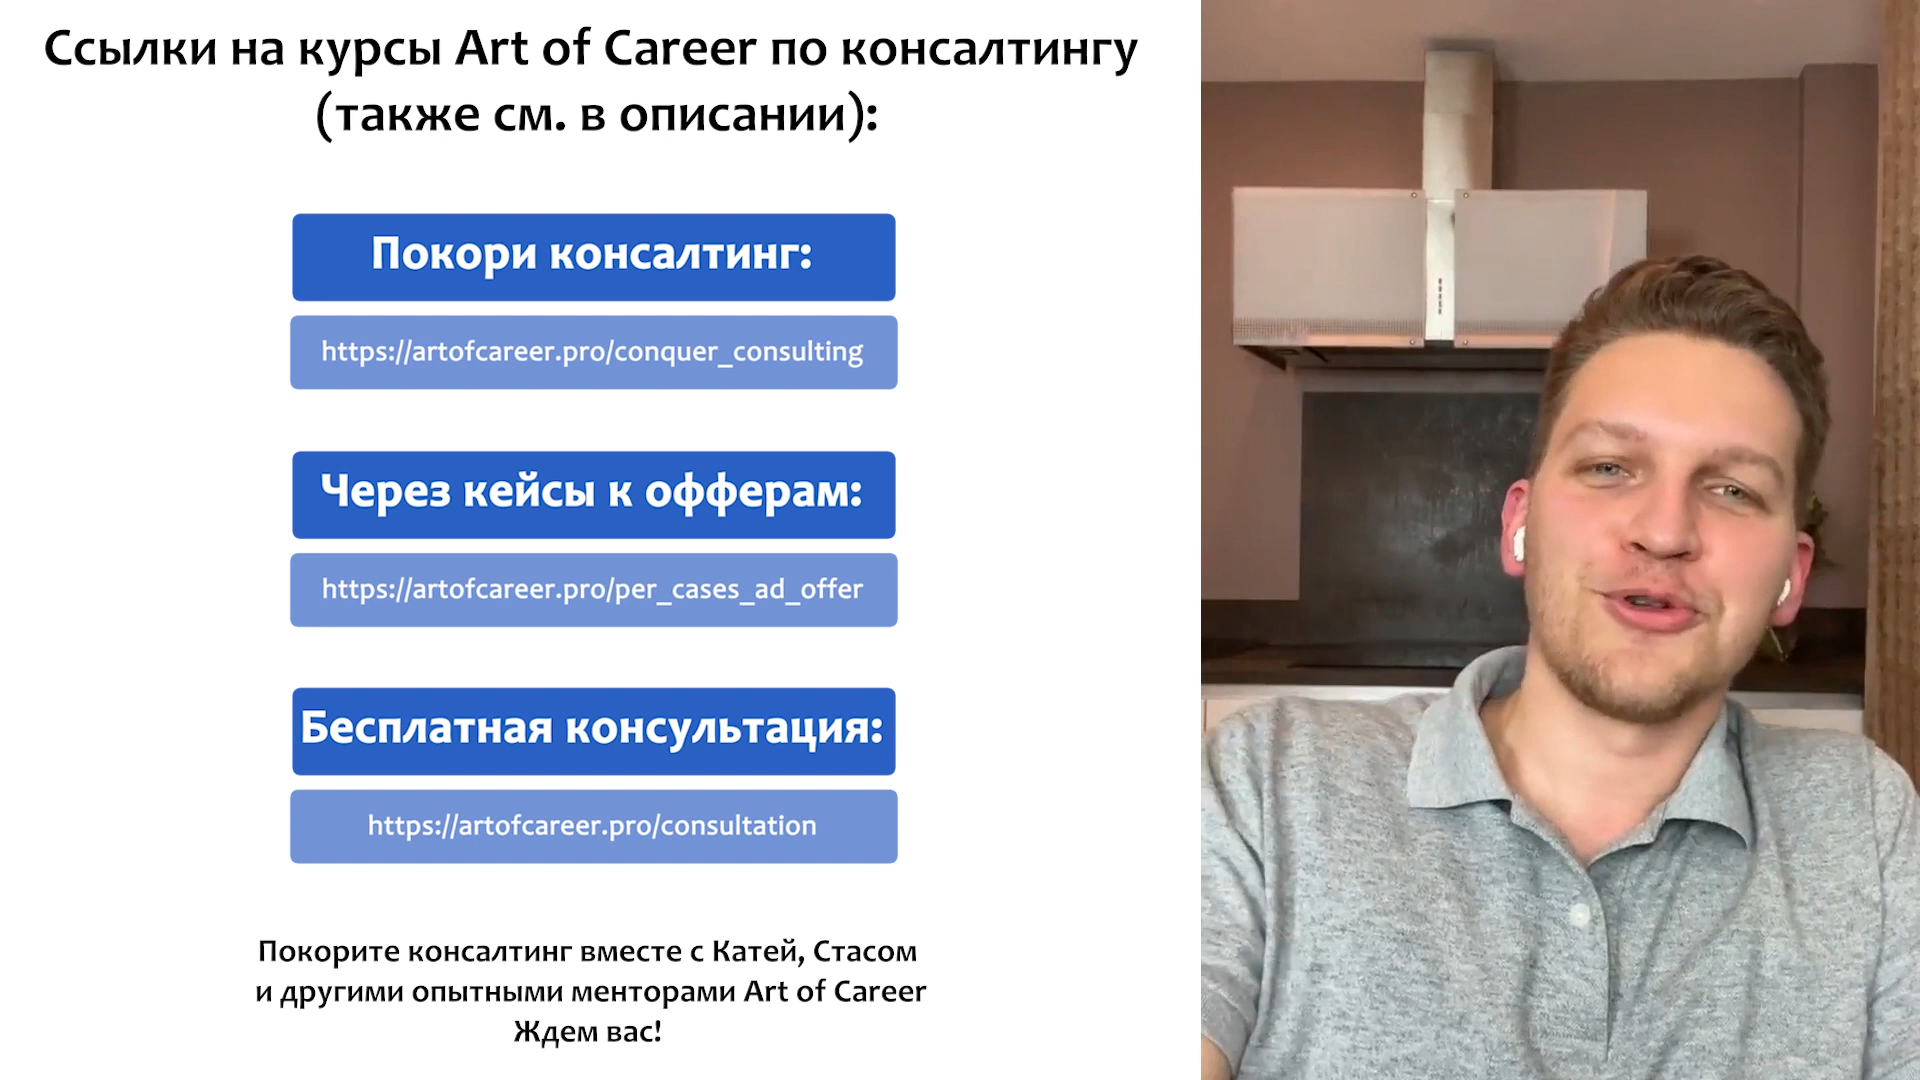 Ссылки на курсы Art of Career по консалтингу
(также см. в описании):
Покори консалтинг:
https://artofcareer.pro/conquer_consulting
Через кейсы к офферам:
https://artofcareer.pro/per_cases_ad_offer
Бесплатная консультация:
https://artofcareer.pro/consultation
Покорите консалтинг вместе с Катей, Стасом
и другими опытными менторами Art of Career
Ждем вас!